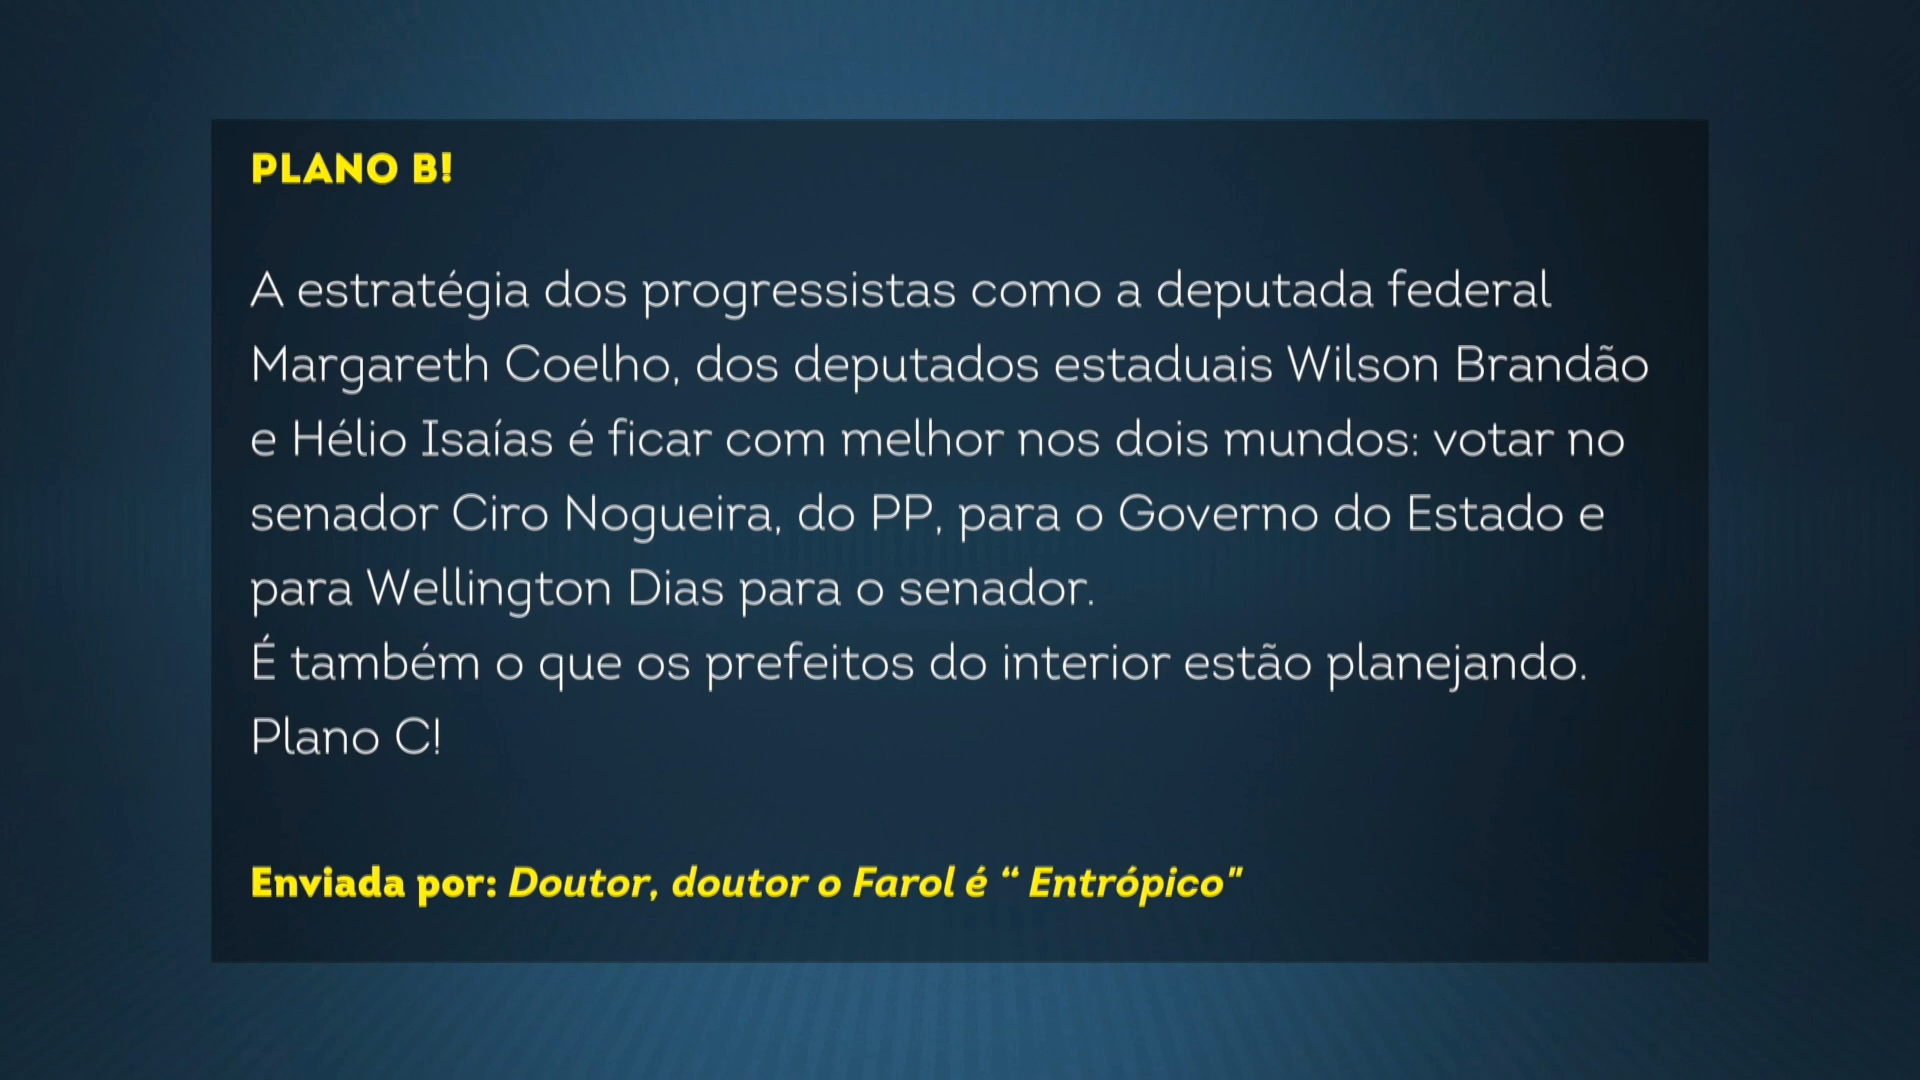 PLANO B!
A estratégia dos progressistas como a deputada federal
Margareth Coelho, dos deputados estaduais Wilson Brandão
e Hélio Isaías é ficar com melhor nos dois mundos: votar no
senador Ciro Nogueira, do PP, para o Governo do Estado e
para Wellington Dias para o senador.
É também o que os prefeitos do interior estão planejando.
Plano C!
Enviada por: Doutor, doutor o Farol é “ Entrópico"